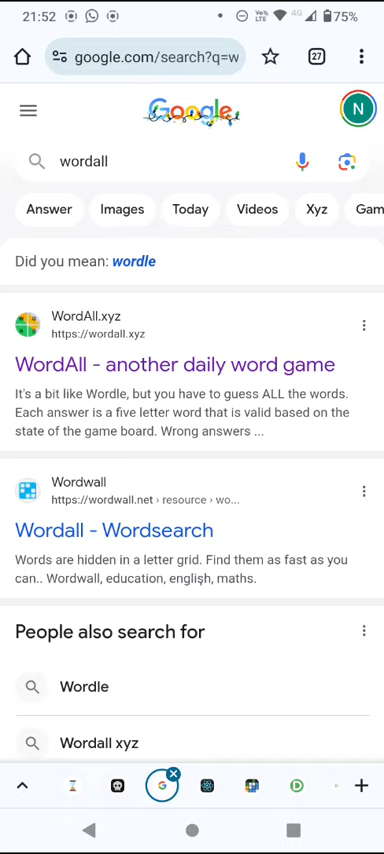 21:52
VoLTE 4G 75%
google.com/search?q=w
27
Google
N
wordall
Answer Images Today Videos Xyz Gam
Did you mean: wordle
WordAll.xyz
https://wordall.xyz
WordAll - another daily word game
It's a bit like Wordle, but you have to guess ALL the words.
Each answer is a five letter word that is valid based on the
state of the game board. Wrong answers ...
Wordwall
https://wordwall.net › resource › wo...
Wordall - Wordsearch
Words are hidden in a letter grid. Find them as fast as you
can.. Wordwall, education, english, maths.
People also search for
Wordle
Wordall xyz
G D